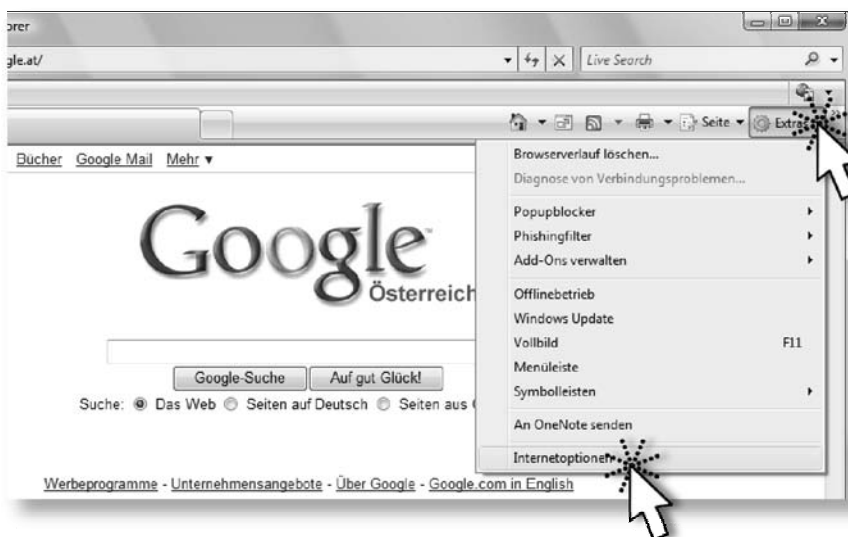 orer
gle.at/
Live Search
Seite
Extras
Bücher Google Mail Mehr
Browserverlauf löschen...
Diagnose von Verbindungsproblemen...
Popupblocker
Phishingfilter
Add-Ons verwalten
Offlinebetrieb
Windows Update
Vollbild F11
Menüleiste
Symbolleisten
An OneNote senden
Internetoptionen
Google™
Österreich
Google-Suche Auf gut Glück!
Suche: Das Web Seiten auf Deutsch Seiten aus
Werbeprogramme - Unternehmensangebote - Über Google - Google.com in English